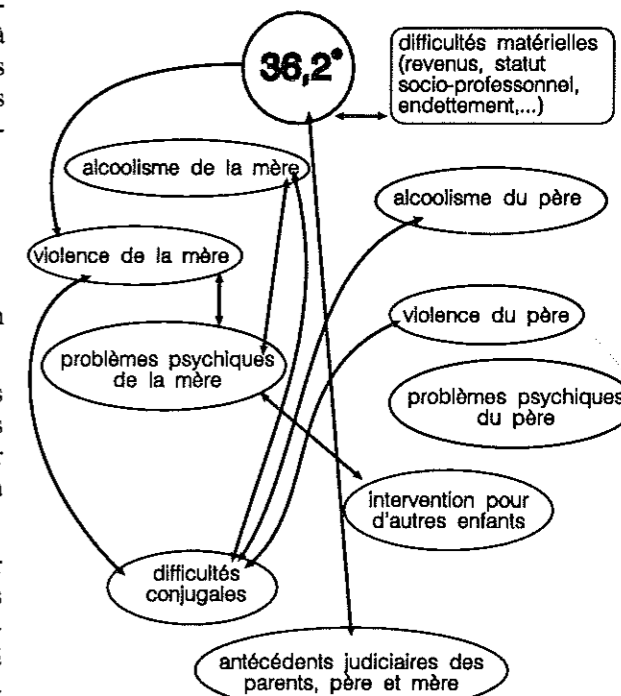 36,2°
difficultés matérielles
(revenus, statut
socio-professionnel,
endettement,...)
alcoolisme de la mère
alcoolisme du père
violence de la mère
violence du père
problèmes psychiques
de la mère
problèmes psychiques
du père
intervention pour
d'autres enfants
difficultés
conjugales
antécédents judiciaires des
parents, père et mère